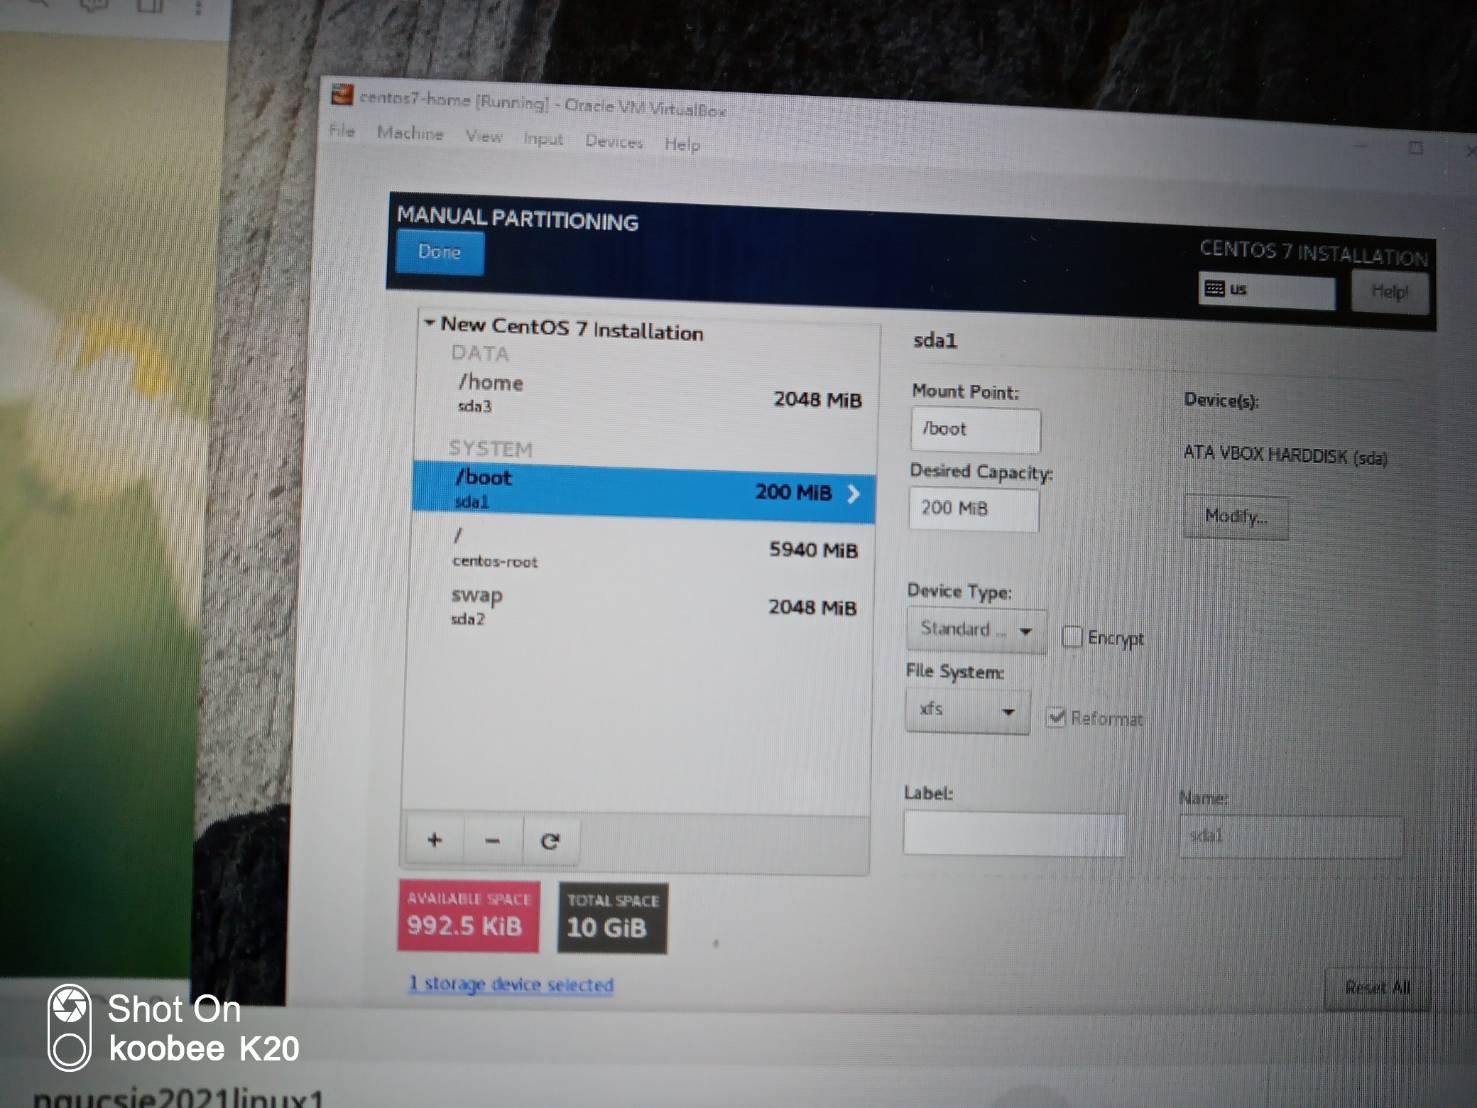 centos7-home [Running] - Oracle VM VirtualBox
File Machine View Input Devices Help
MANUAL PARTITIONING
Done
CENTOS 7 INSTALLATION
us
Help!
New CentOS 7 Installation
DATA
/home
2048 MiB
sda3
SYSTEM
/boot
200 MiB
sda1
/
5940 MiB
centos-root
swap
2048 MiB
sda2
+ -
AVAILABLE SPACE
992.5 KiB
TOTAL SPACE
10 GiB
1 storage device selected
sda1
Mount Point:
/boot
Desired Capacity:
200 MiB
Device(s):
ATA VBOX HARDDISK (sda)
Modify...
Device Type:
Standard ...
Encrypt
File System:
xfs
Reformat
Label:
Name:
sda1
Reset All
Shot On
koobee K20
nqucsie2021linux1